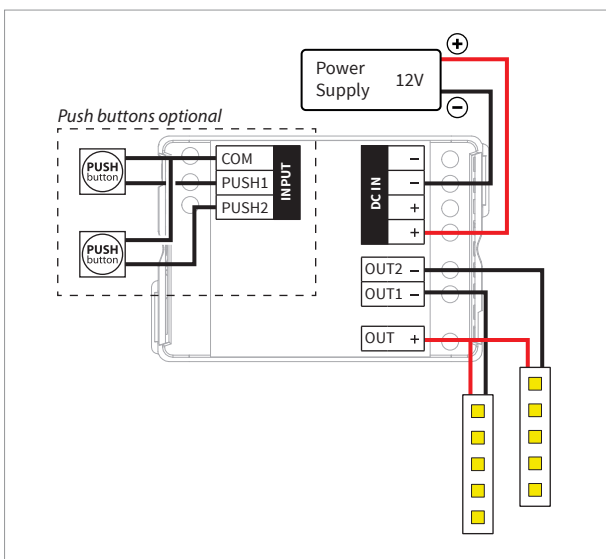 Power
Supply
12V
+
−
Push buttons optional
PUSH
button
PUSH
button
COM
PUSH1
PUSH2
INPUT
DC IN
−
−
+
+
OUT2 −
OUT1 −
OUT +